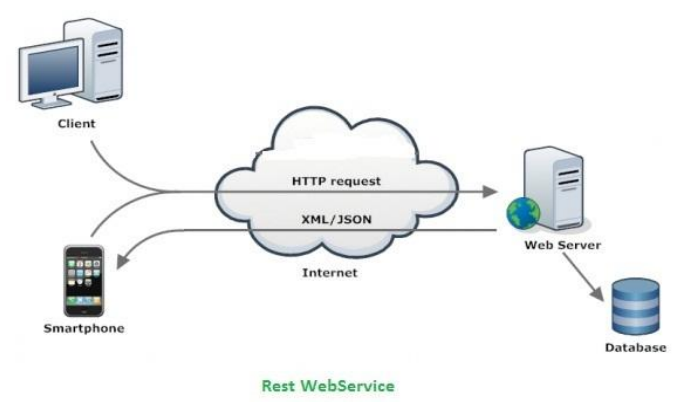 Client
HTTP request
XML/JSON
Internet
Web Server
Smartphone
Database
Rest WebService